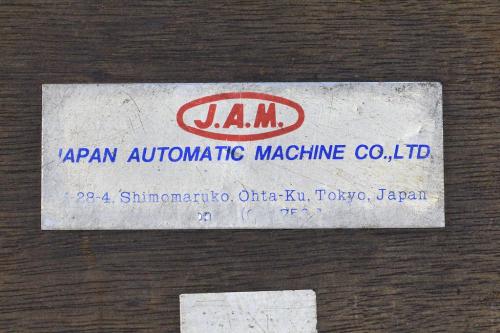 J.A.M.
JAPAN AUTOMATIC MACHINE CO.,LTD.
-28-4, Shimomaruko, Ohta-Ku, Tokyo, Japan